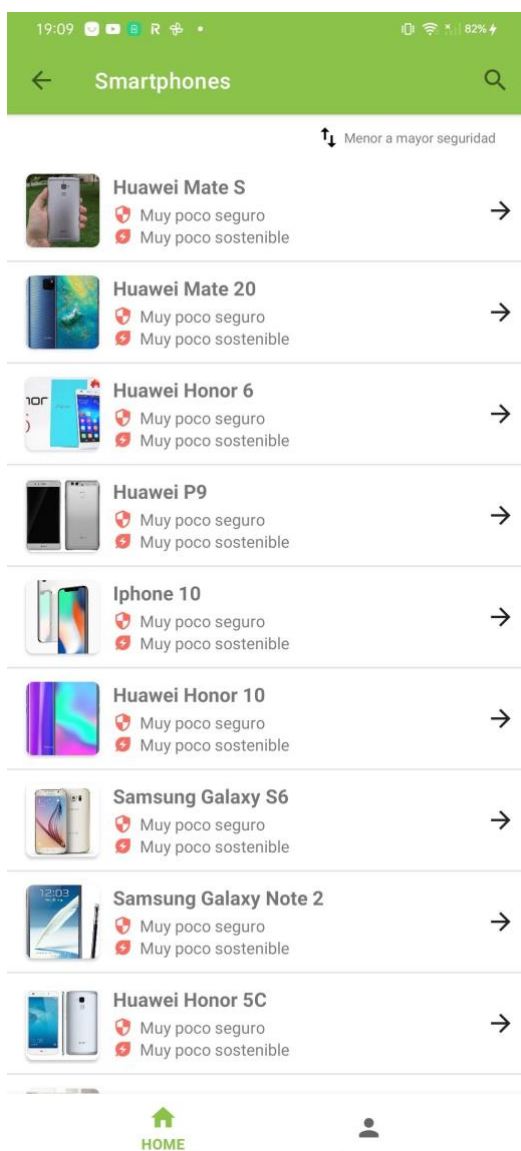 19:09 R 82%
Smartphones
Menor a mayor seguridad
Huawei Mate S
Muy poco seguro
Muy poco sostenible
Huawei Mate 20
Muy poco seguro
Muy poco sostenible
Huawei Honor 6
Muy poco seguro
Muy poco sostenible
Huawei P9
Muy poco seguro
Muy poco sostenible
Iphone 10
Muy poco seguro
Muy poco sostenible
Huawei Honor 10
Muy poco seguro
Muy poco sostenible
Samsung Galaxy S6
Muy poco seguro
Muy poco sostenible
12:03
Samsung Galaxy Note 2
Muy poco seguro
Muy poco sostenible
Huawei Honor 5C
Muy poco seguro
Muy poco sostenible
HOME